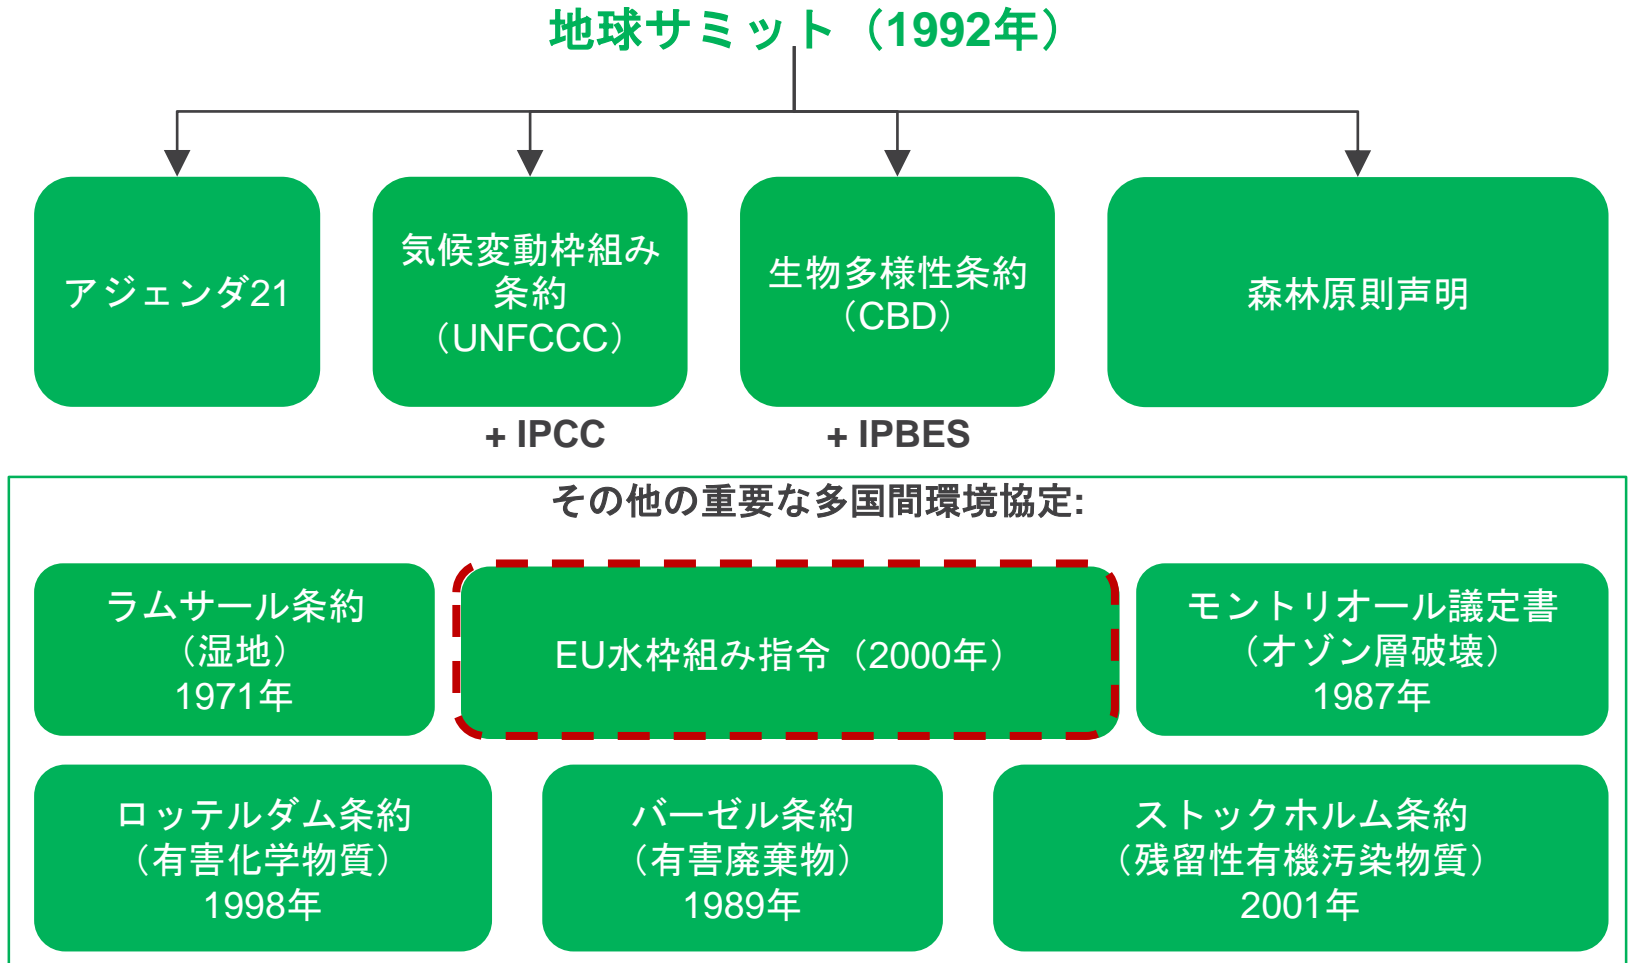 地球サミット（1992年）
アジェンダ21
気候変動枠組み
条約
（UNFCCC）
生物多様性条約
（CBD）
森林原則声明
+ IPCC
+ IPBES
その他の重要な多国間環境協定:
ラムサール条約
（湿地）
1971年
EU水枠組み指令（2000年）
モントリオール議定書
（オゾン層破壊）
1987年
ロッテルダム条約
（有害化学物質）
1998年
バーゼル条約
（有害廃棄物）
1989年
ストックホルム条約
（残留性有機汚染物質）
2001年